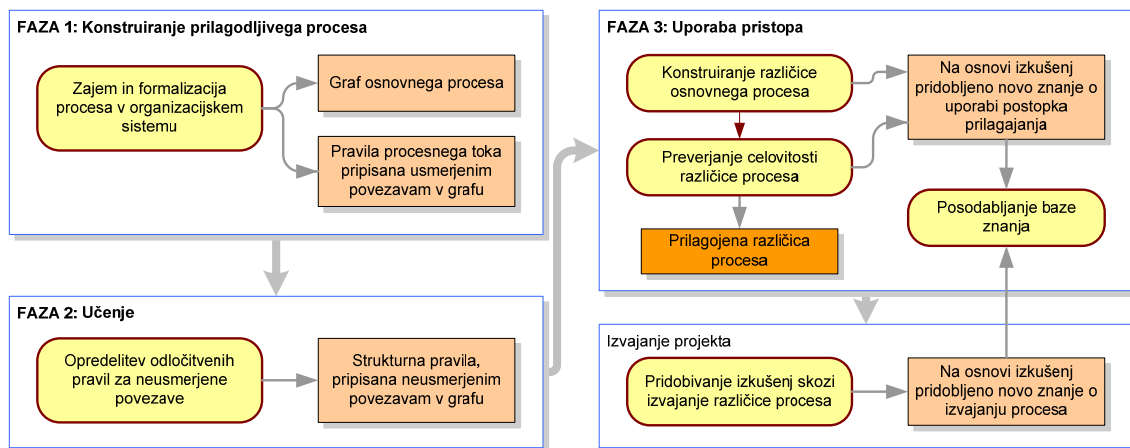 FAZA 1: Konstruiranje prilagodljivega procesa
Zajem in formalizacija
procesa v organizacijskem
sistemu
Graf osnovnega procesa
Pravila procesnega toka
pripisana usmerjenim
povezavam v grafu
FAZA 2: Učenje
Opredelitev odločitvenih
pravil za neusmerjene
povezave
Strukturna pravila,
pripisana neusmerjenim
povezavam v grafu
FAZA 3: Uporaba pristopa
Konstruiranje različice
osnovnega procesa
Na osnovi izkušenj
pridobljeno novo znanje o
uporabi postopka
prilagajanja
Preverjanje celovitosti
različice procesa
Posodabljanje baze
znanja
Prilagojena različica
procesa
Izvajanje projekta
Pridobivanje izkušenj skozi
izvajanje različice procesa
Na osnovi izkušenj
pridobljeno novo znanje o
izvajanju procesa